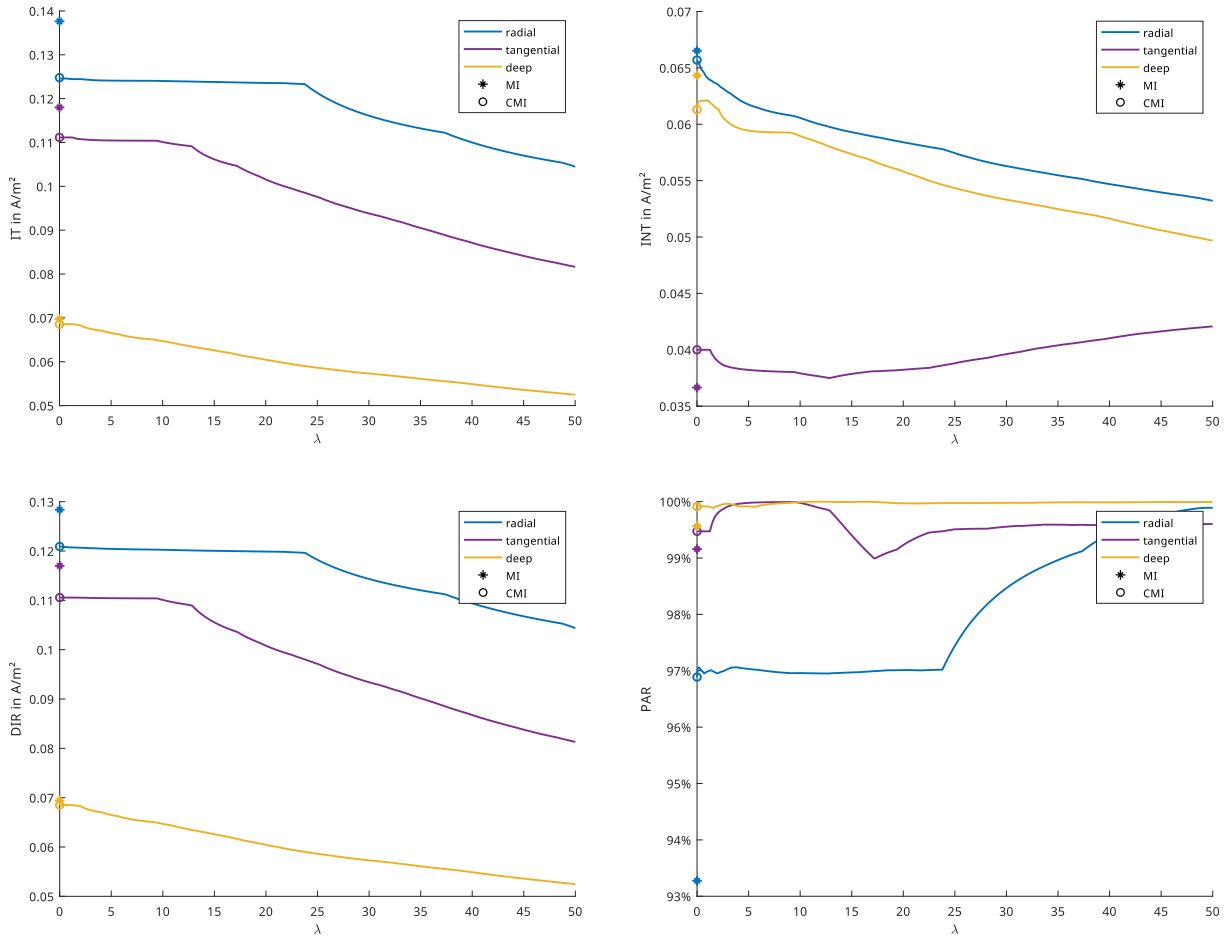 0.14
0.13
0.12
0.11
0.1
0.09
0.08
0.07
0.06
0.05
IT in A/m²
0 5 10 15 20 25 30 35 40 45 50
λ
radial
tangential
deep
MI
CMI
0.07
0.065
0.06
0.055
0.05
0.045
0.04
0.035
INT in A/m²
0 5 10 15 20 25 30 35 40 45 50
λ
radial
tangential
deep
MI
CMI
0.13
0.12
0.11
0.1
0.09
0.08
0.07
0.06
0.05
DIR in A/m²
0 5 10 15 20 25 30 35 40 45 50
λ
radial
tangential
deep
MI
CMI
100%
99%
98%
97%
96%
95%
94%
93%
PAR
0 5 10 15 20 25 30 35 40 45 50
λ
radial
tangential
deep
MI
CMI